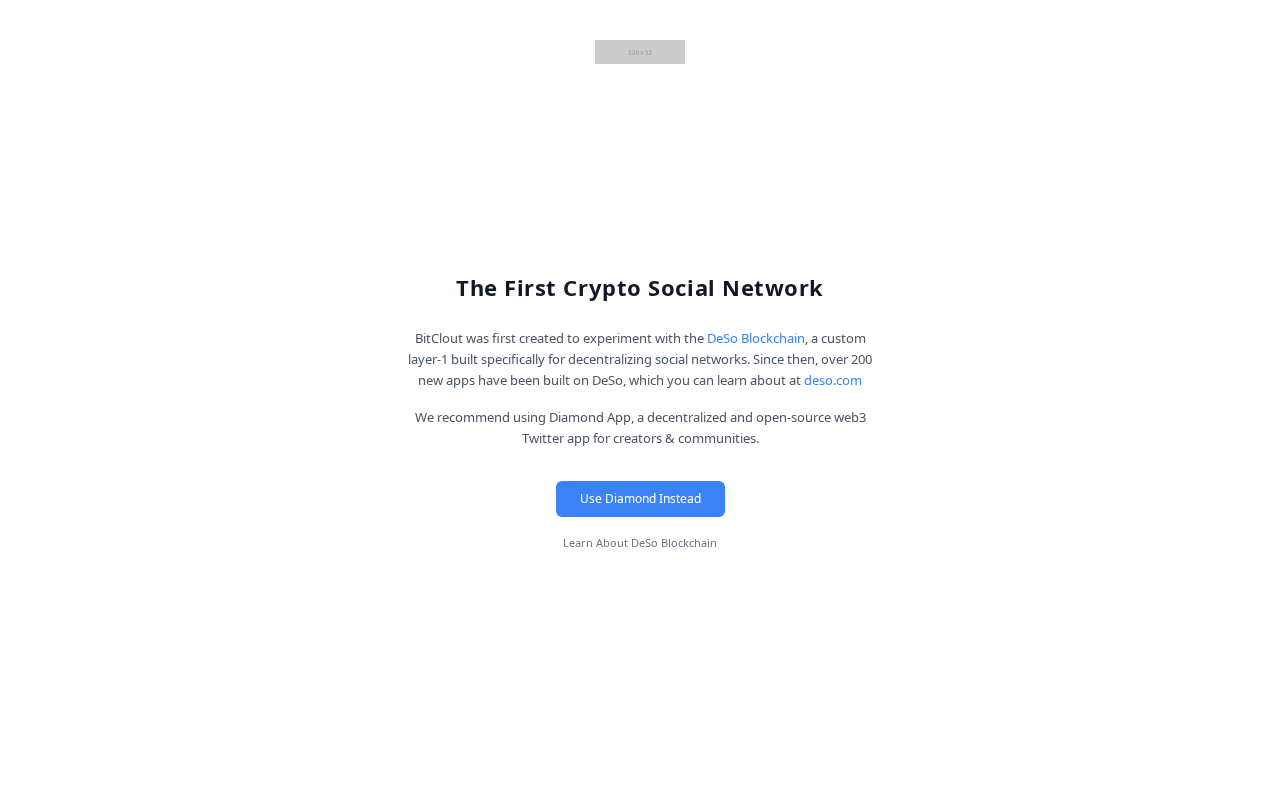 128×32
The First Crypto Social Network
BitClout was first created to experiment with the DeSo Blockchain, a custom
layer-1 built specifically for decentralizing social networks. Since then, over 200
new apps have been built on DeSo, which you can learn about at deso.com
We recommend using Diamond App, a decentralized and open-source web3
Twitter app for creators & communities.
Use Diamond Instead
Learn About DeSo Blockchain